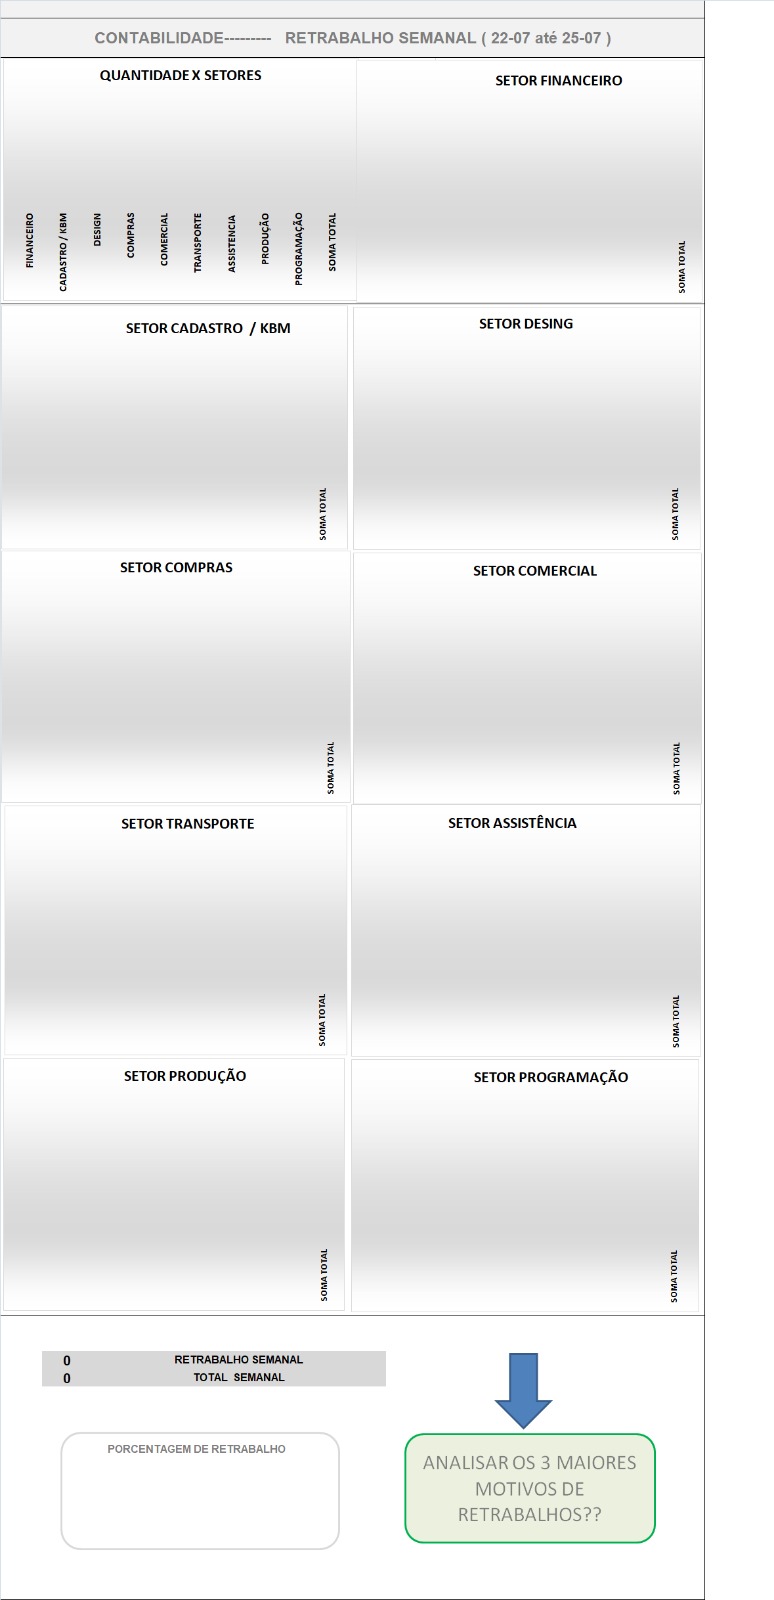 CONTABILIDADE--------- RETRABALHO SEMANAL ( 22-07 até 25-07 )
QUANTIDADE X SETORES
FINANCEIRO
CADASTRO / KBM
DESIGN
COMPRAS
COMERCIAL
TRANSPORTE
ASSISTENCIA
PRODUÇÃO
PROGRAMAÇÃO
SOMA TOTAL
SETOR FINANCEIRO
SOMA TOTAL
SETOR CADASTRO / KBM
SOMA TOTAL
SETOR DESING
SOMA TOTAL
SETOR COMPRAS
SOMA TOTAL
SETOR COMERCIAL
SOMA TOTAL
SETOR TRANSPORTE
SOMA TOTAL
SETOR ASSISTÊNCIA
SOMA TOTAL
SETOR PRODUÇÃO
SOMA TOTAL
SETOR PROGRAMAÇÃO
SOMA TOTAL
0 RETRABALHO SEMANAL
0 TOTAL SEMANAL
PORCENTAGEM DE RETRABALHO
ANALISAR OS 3 MAIORES
MOTIVOS DE
RETRABALHOS??